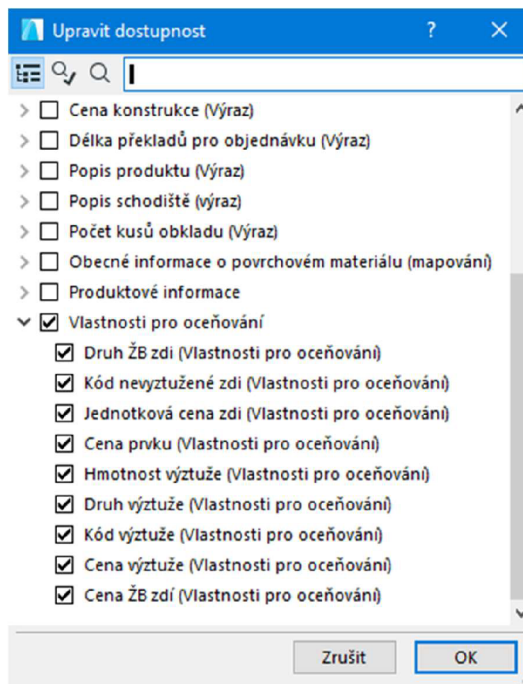 Upravit dostupnost
Cena konstrukce (Výraz)
Délka překladů pro objednávku (Výraz)
Popis produktu (Výraz)
Popis schodiště (výraz)
Počet kusů obkladu (Výraz)
Obecné informace o povrchovém materiálu (mapování)
Produktové informace
Vlastnosti pro oceňování
Druh ŽB zdi (Vlastnosti pro oceňování)
Kód nevyztužené zdi (Vlastnosti pro oceňování)
Jednotková cena zdi (Vlastnosti pro oceňování)
Cena prvku (Vlastnosti pro oceňování)
Hmotnost výztuže (Vlastnosti pro oceňování)
Druh výztuže (Vlastnosti pro oceňování)
Kód výztuže (Vlastnosti pro oceňování)
Cena výztuže (Vlastnosti pro oceňování)
Cena ŽB zdí (Vlastnosti pro oceňování)
Zrušit OK